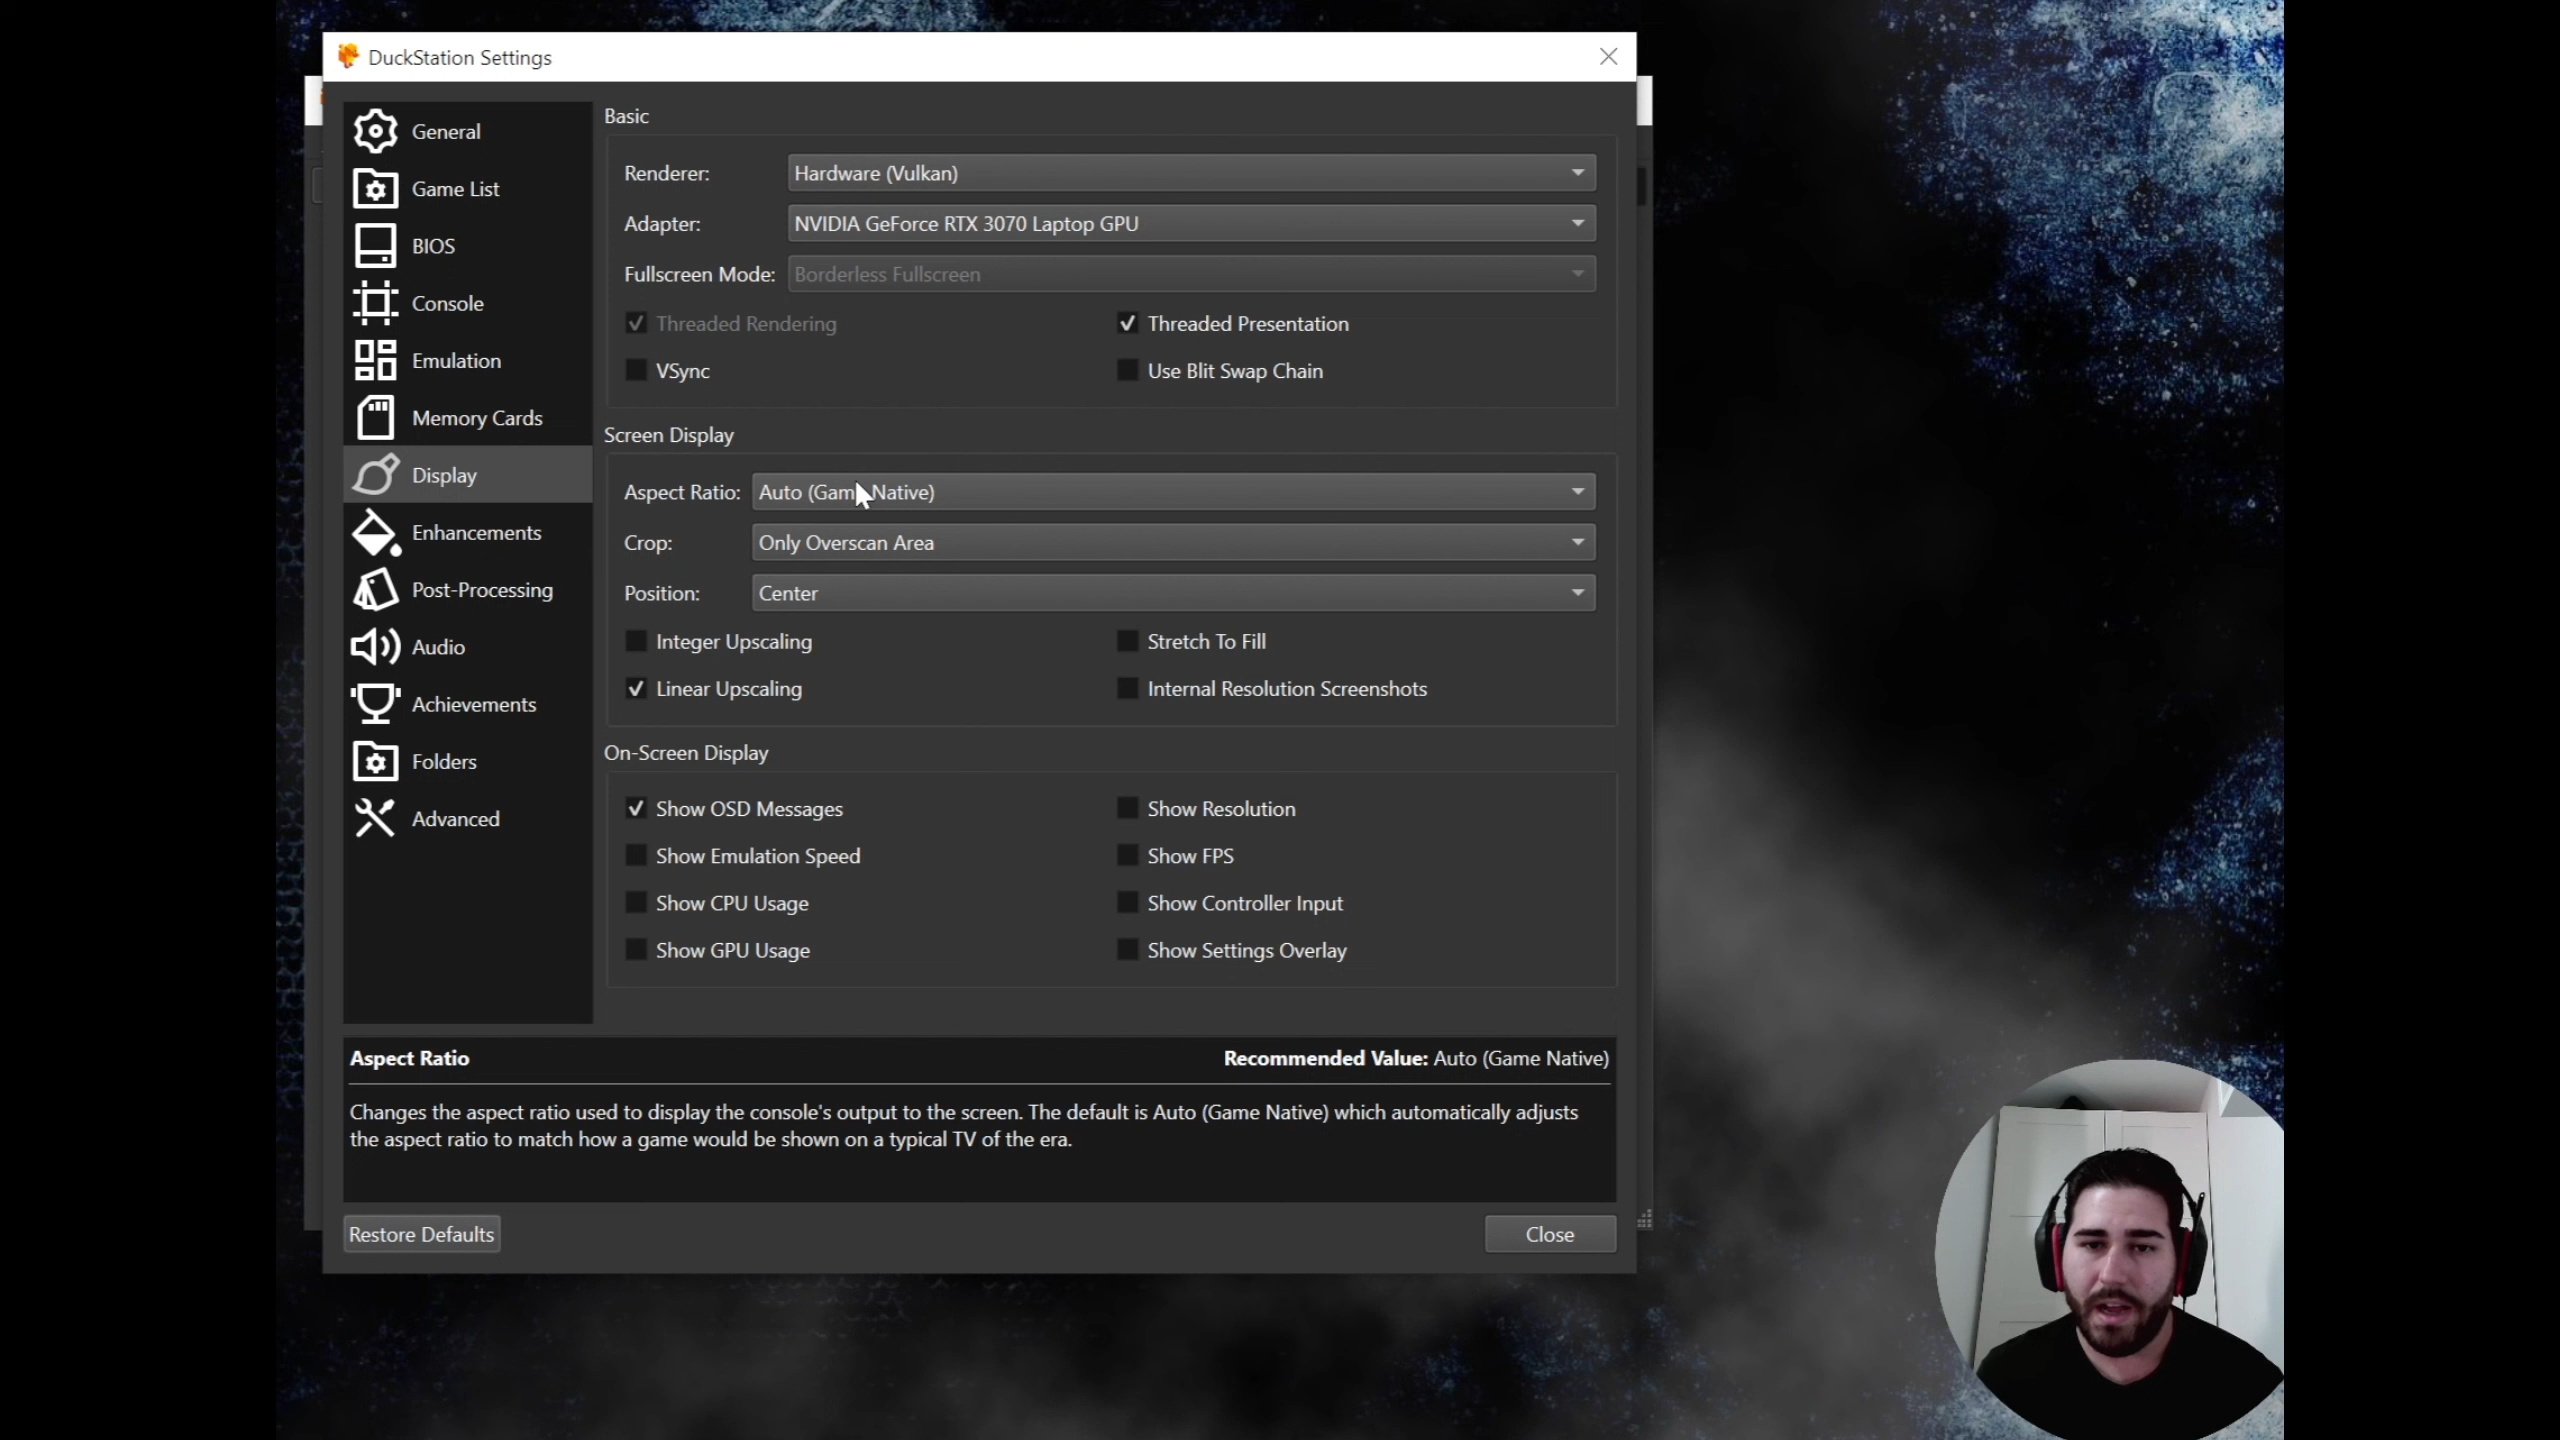 DuckStation Settings
General
Game List
BIOS
Console
Emulation
Memory Cards
Display
Enhancements
Post-Processing
Audio
Achievements
Folders
Advanced
Basic
Renderer: Hardware (Vulkan)
Adapter: NVIDIA GeForce RTX 3070 Laptop GPU
Fullscreen Mode: Borderless Fullscreen
Threaded Rendering Threaded Presentation
VSync Use Blit Swap Chain
Screen Display
Aspect Ratio: Auto (Game Native)
Crop: Only Overscan Area
Position: Center
Integer Upscaling Stretch To Fill
Linear Upscaling Internal Resolution Screenshots
On-Screen Display
Show OSD Messages Show Resolution
Show Emulation Speed Show FPS
Show CPU Usage Show Controller Input
Show GPU Usage Show Settings Overlay
Aspect Ratio Recommended Value: Auto (Game Native)
Changes the aspect ratio used to display the console's output to the screen. The default is Auto (Game Native) which automatically adjusts
the aspect ratio to match how a game would be shown on a typical TV of the era.
Restore Defaults Close